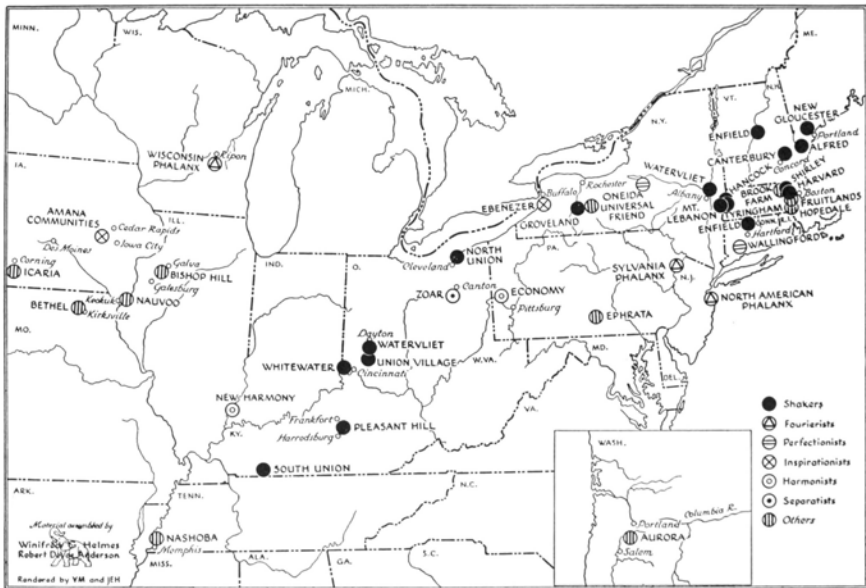 MINN.
WIS.
MICH.
ME.
VT.
N.H.
N.Y.
NEW
GLOUCESTER
Portland
ENFIELD
ALFRED
CANTERBURY
Concord
WISCONSIN
PHALANX
Ripon
WATERVLIET
HANCOCK
SHIRLEY
HARVARD
Albany
BROOK
FARM
Boston
Buffalo
Rochester
EBENEZER
ONEIDA
UNIVERSAL
FRIEND
GROVELAND
MT.
LEBANON
TYRINGHAM
FRUITLANDS
HOPEDALE
ENFIELD
CONN.
R.I.
Hartford
WALLINGFORD
IA.
ILL.
AMANA
COMMUNITIES
Cedar Rapids
Iowa City
Des Moines
Corning
ICARIA
Galva
BISHOP HILL
Galesburg
IND.
O.
PA.
NORTH
UNION
Cleveland
SYLVANIA
PHALANX
N.J.
BETHEL
Keokuk
NAUVOO
Kirksville
ZOAR
Canton
ECONOMY
Pittsburg
NORTH AMERICAN
PHALANX
EPHRATA
MO.
Dayton
WATERVLIET
UNION VILLAGE
WHITEWATER
Cincinnati
W.VA.
MD.
DEL.
NEW HARMONY
VA.
KY.
Frankfort
PLEASANT HILL
Harrodsburg
SOUTH UNION
Shakers
Fourierists
Perfectionists
Inspirationists
Harmonists
Separatists
Others
WASH.
Columbia R.
Portland
AURORA
Salem
ARK.
TENN.
N.C.
NASHOBA
Memphis
MISS.
ALA.
GA.
S.C.
Material assembled by
Winifred C. Helmes
Robert David Anderson
Rendered by VM and JEH